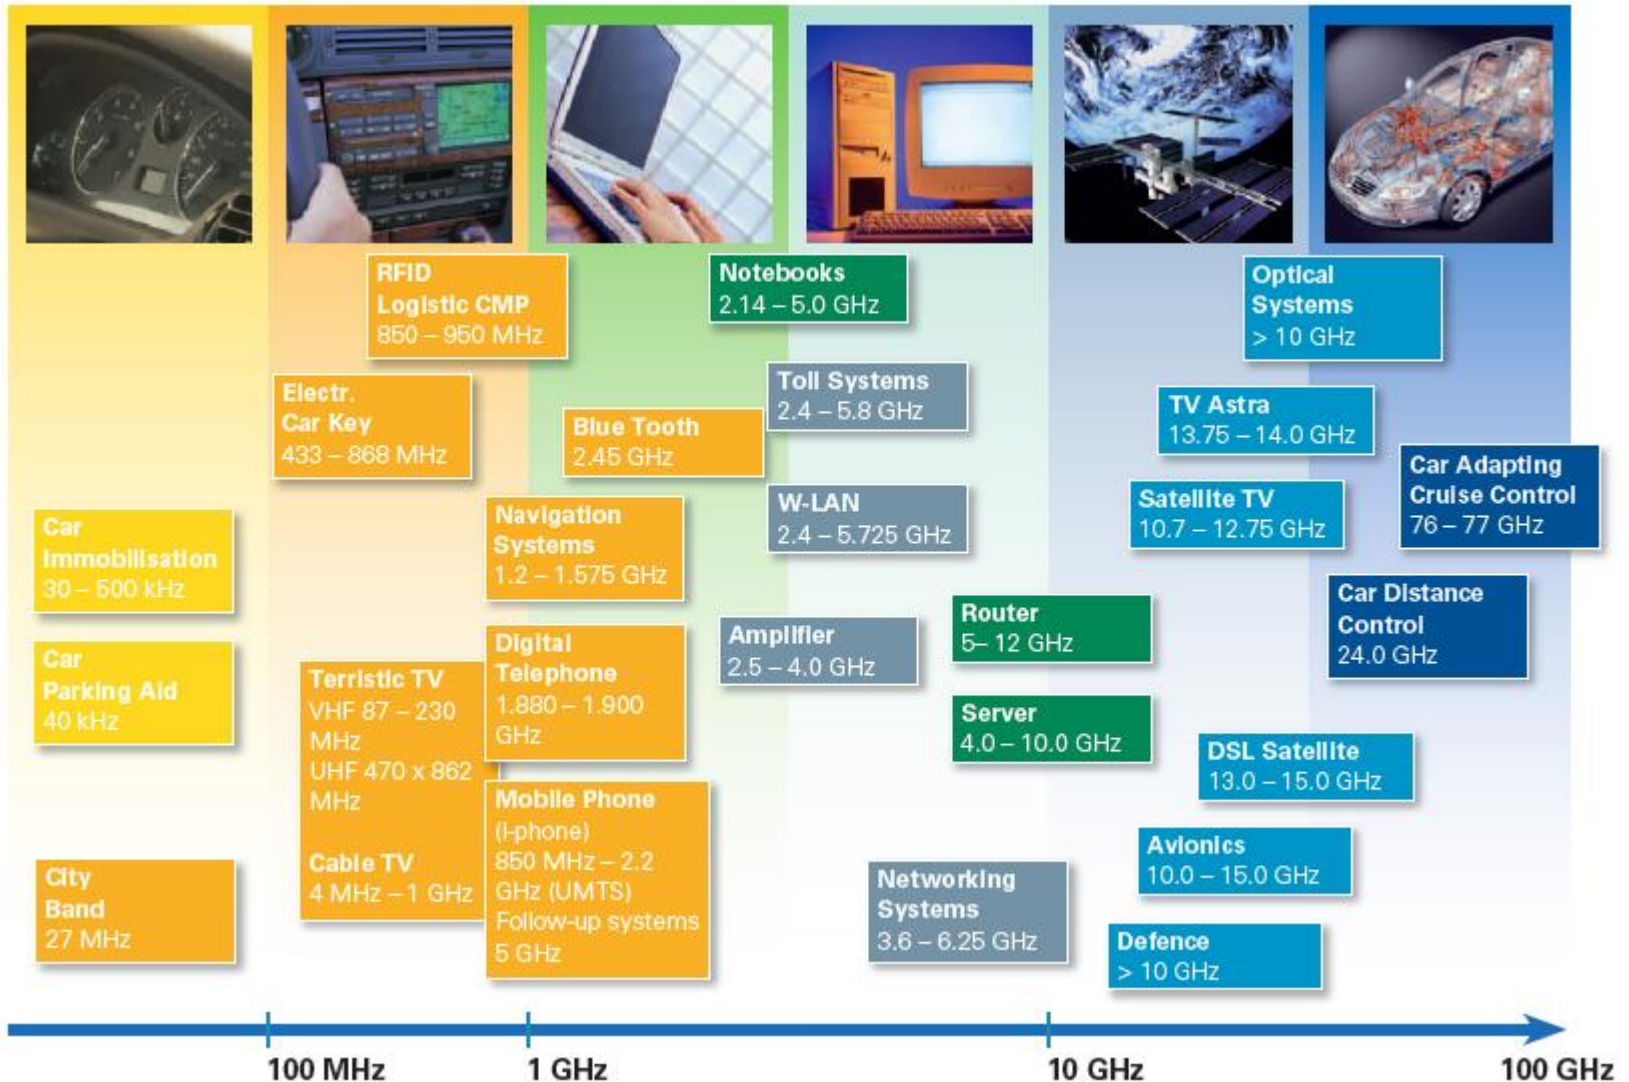 RFID
Logistic CMP
850 – 950 MHz
Notebooks
2.14 – 5.0 GHz
Optical
Systems
> 10 GHz
Electr.
Car Key
433 – 868 MHz
Blue Tooth
2.45 GHz
Toll Systems
2.4 – 5.8 GHz
TV Astra
13.75 – 14.0 GHz
Car Adapting
Cruise Control
76 – 77 GHz
Car
Immobilisation
30 – 500 kHz
Navigation
Systems
1.2 – 1.575 GHz
W-LAN
2.4 – 5.725 GHz
Satellite TV
10.7 – 12.75 GHz
Car Distance
Control
24.0 GHz
Car
Parking Aid
40 kHz
Terristic TV
VHF 87 – 230
MHz
UHF 470 x 862
MHz
Cable TV
4 MHz – 1 GHz
Digital
Telephone
1.880 – 1.900
GHz
Amplifier
2.5 – 4.0 GHz
Router
5– 12 GHz
Server
4.0 – 10.0 GHz
DSL Satellite
13.0 – 15.0 GHz
City
Band
27 MHz
Mobile Phone
(I-phone)
850 MHz – 2.2
GHz (UMTS)
Follow-up systems
5 GHz
Networking
Systems
3.6 – 6.25 GHz
Avionics
10.0 – 15.0 GHz
Defence
> 10 GHz
100 MHz
1 GHz
10 GHz
100 GHz